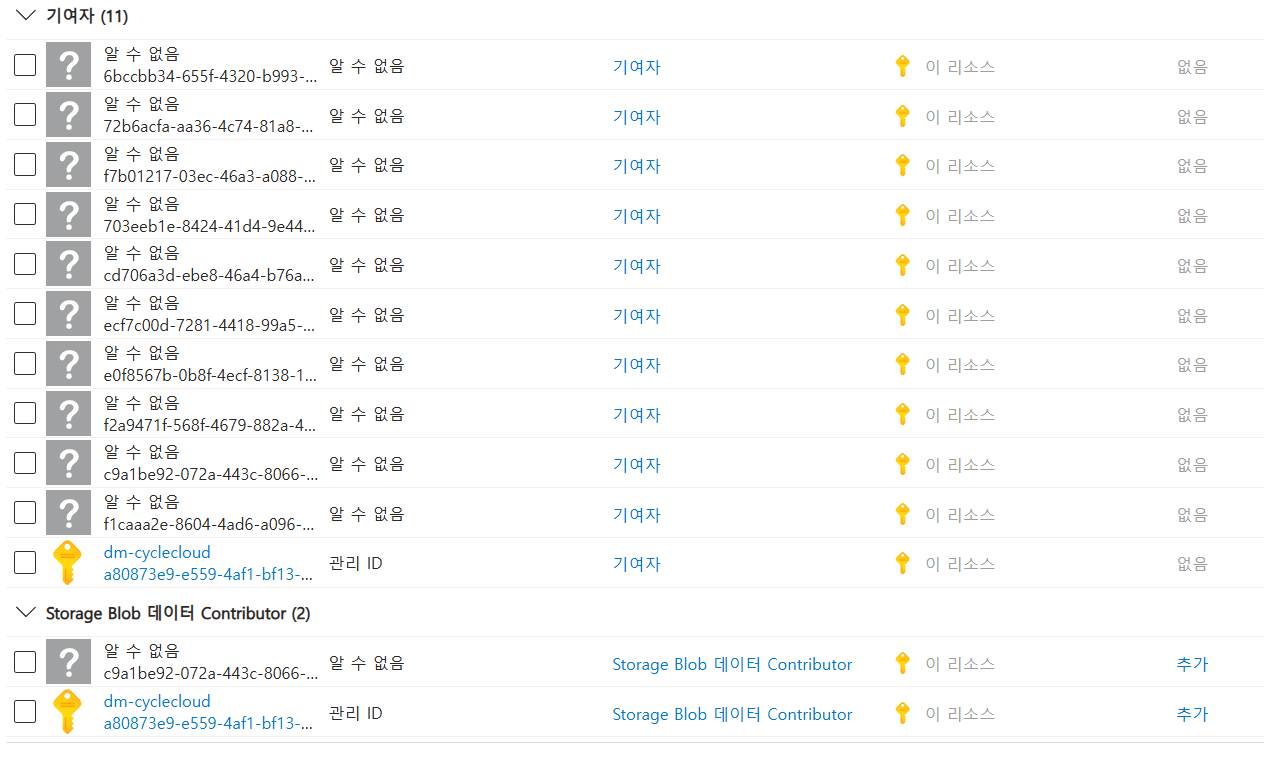 기여자 (11)
알 수 없음
6bccbb34-655f-4320-b993-... 알 수 없음 기여자 이 리소스 없음
알 수 없음
72b6acfa-aa36-4c74-81a8-... 알 수 없음 기여자 이 리소스 없음
알 수 없음
f7b01217-03ec-46a3-a088-... 알 수 없음 기여자 이 리소스 없음
알 수 없음
703eeb1e-8424-41d4-9e44... 알 수 없음 기여자 이 리소스 없음
알 수 없음
cd706a3d-ebe8-46a4-b76a... 알 수 없음 기여자 이 리소스 없음
알 수 없음
ecf7c00d-7281-4418-99a5-... 알 수 없음 기여자 이 리소스 없음
알 수 없음
e0f8567b-0b8f-4ecf-8138-1... 알 수 없음 기여자 이 리소스 없음
알 수 없음
f2a9471f-568f-4679-882a-4... 알 수 없음 기여자 이 리소스 없음
알 수 없음
c9a1be92-072a-443c-8066-... 알 수 없음 기여자 이 리소스 없음
알 수 없음
f1caaa2e-8604-4ad6-a096-... 알 수 없음 기여자 이 리소스 없음
dm-cyclecloud
a80873e9-e559-4af1-bf13-... 관리 ID 기여자 이 리소스 없음
Storage Blob 데이터 Contributor (2)
알 수 없음
c9a1be92-072a-443c-8066-... 알 수 없음 Storage Blob 데이터 Contributor 이 리소스 추가
dm-cyclecloud
a80873e9-e559-4af1-bf13-... 관리 ID Storage Blob 데이터 Contributor 이 리소스 추가